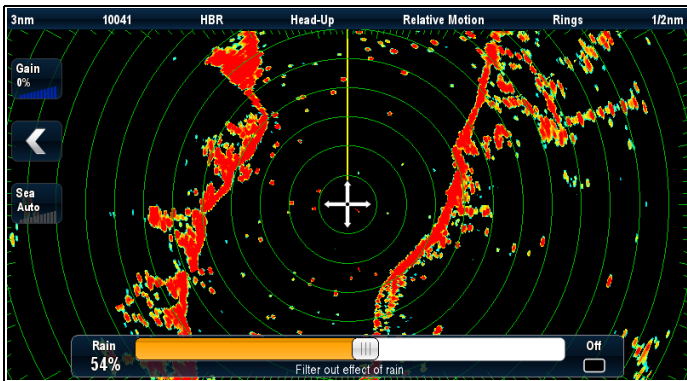 3nm 10041 HBR Head-Up Relative Motion Rings 1/2nm
Gain
0%
Sea
Auto
Rain
54%
Filter out effect of rain
Off